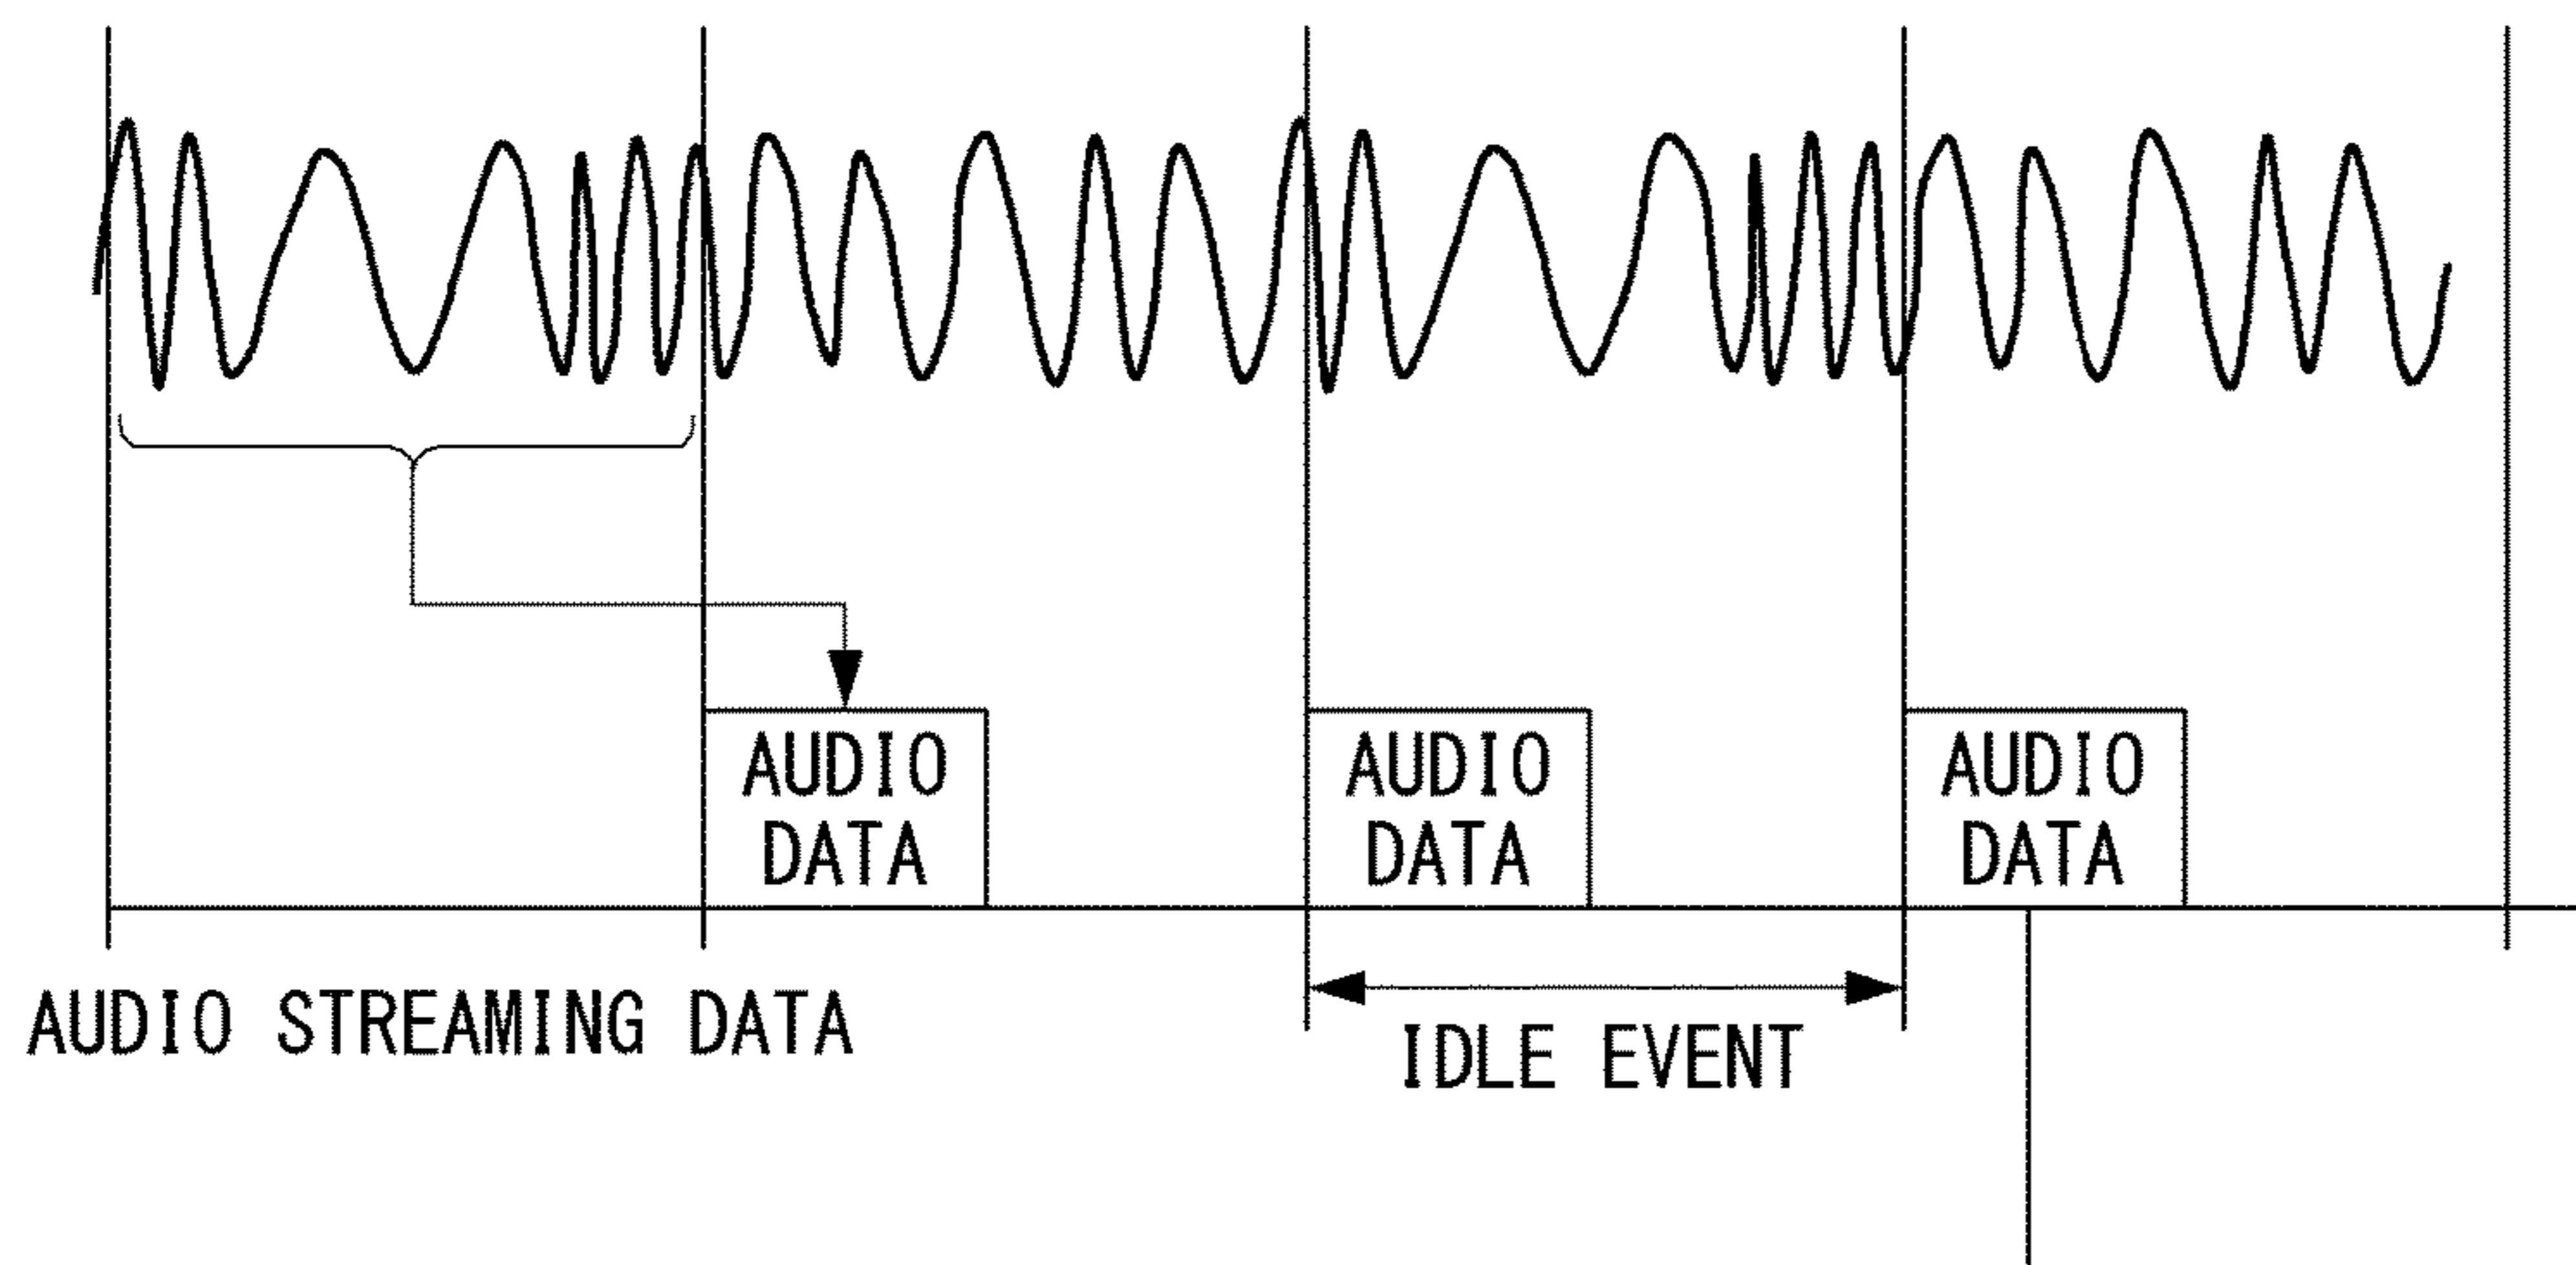 AUDIO
DATA
AUDIO
DATA
AUDIO
DATA
AUDIO STREAMING DATA
IDLE EVENT